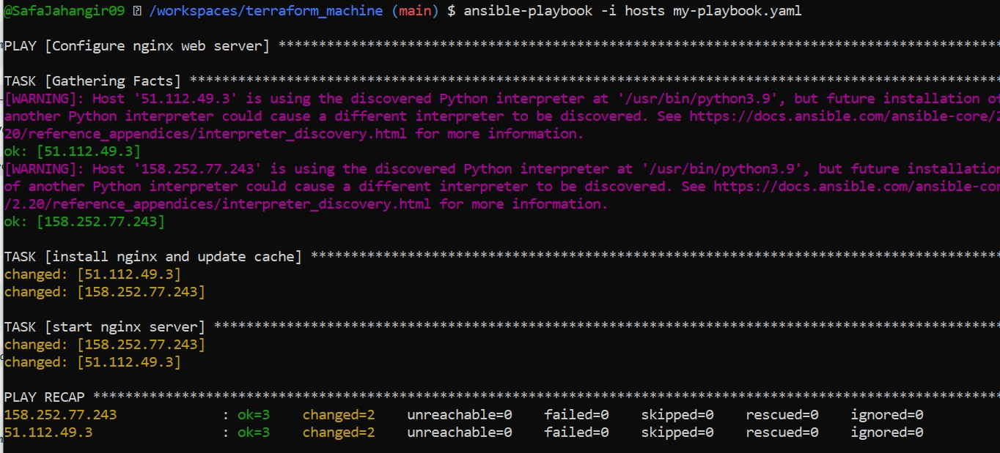 @SafaJahangir09 /workspaces/terraform_machine (main) $ ansible-playbook -i hosts my-playbook.yaml
PLAY [Configure nginx web server] *****************************************************************************************
TASK [Gathering Facts] ****************************************************************************************************
[WARNING]: Host '51.112.49.3' is using the discovered Python interpreter at '/usr/bin/python3.9', but future installation of
another Python interpreter could cause a different interpreter to be discovered. See https://docs.ansible.com/ansible-core/2
20/reference_appendices/interpreter_discovery.html for more information.
ok: [51.112.49.3]
[WARNING]: Host '158.252.77.243' is using the discovered Python interpreter at '/usr/bin/python3.9', but future installation
of another Python interpreter could cause a different interpreter to be discovered. See https://docs.ansible.com/ansible-cor
/2.20/reference_appendices/interpreter_discovery.html for more information.
ok: [158.252.77.243]
TASK [install nginx and update cache] *************************************************************************************
changed: [51.112.49.3]
changed: [158.252.77.243]
TASK [start nginx server] *************************************************************************************************
changed: [158.252.77.243]
changed: [51.112.49.3]
PLAY RECAP ****************************************************************************************************************
158.252.77.243 : ok=3 changed=2 unreachable=0 failed=0 skipped=0 rescued=0 ignored=0
51.112.49.3 : ok=3 changed=2 unreachable=0 failed=0 skipped=0 rescued=0 ignored=0